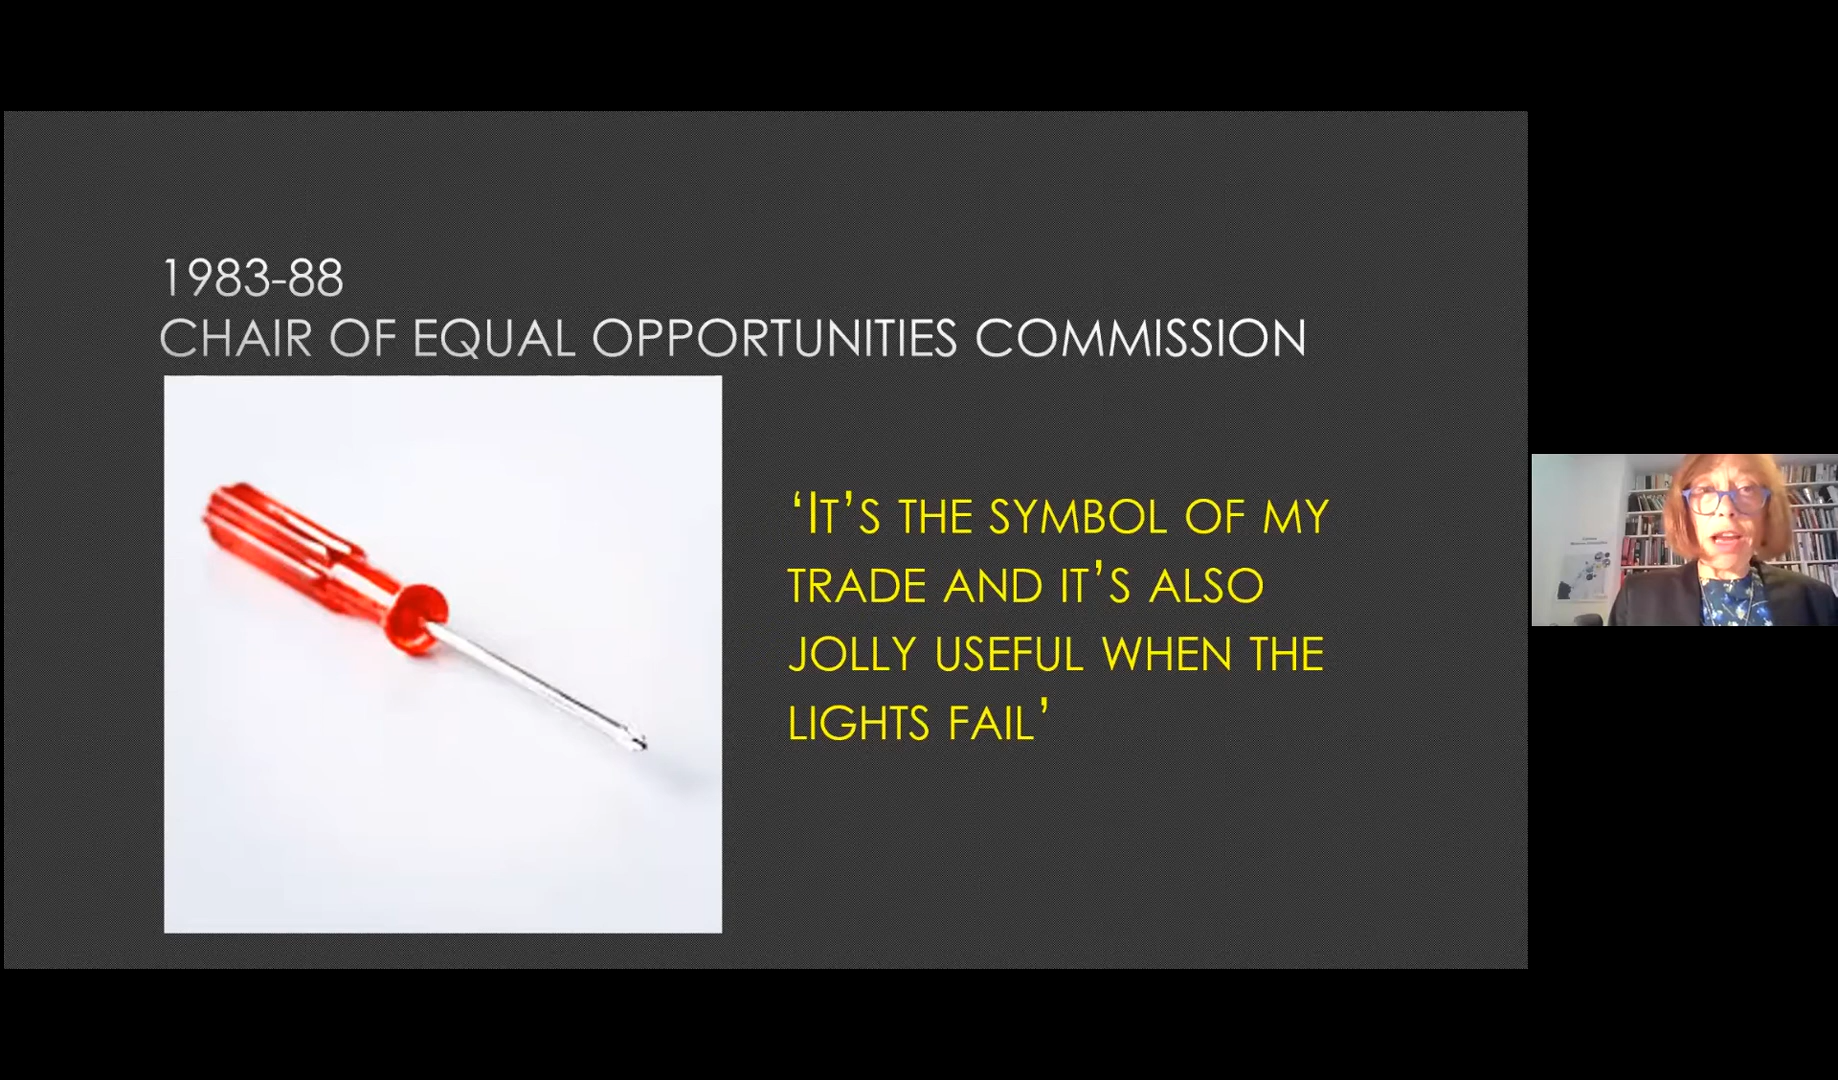 1983-88
CHAIR OF EQUAL OPPORTUNITIES COMMISSION
‘IT’S THE SYMBOL OF MY
TRADE AND IT’S ALSO
JOLLY USEFUL WHEN THE
LIGHTS FAIL’